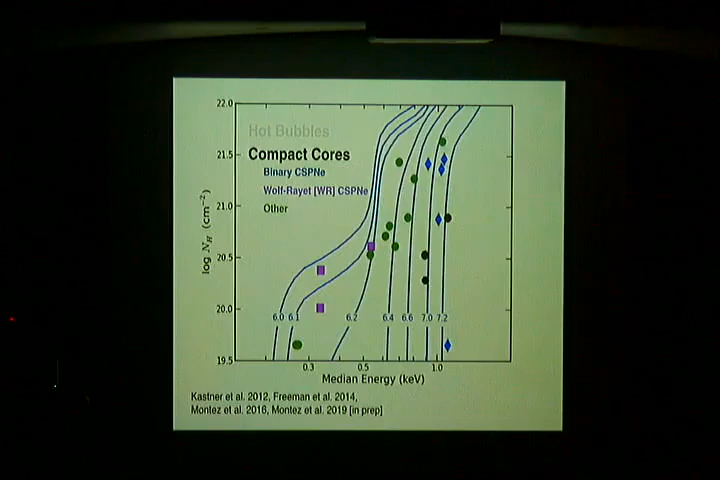 22.0
Hot Bubbles
Compact Cores
Binary CSPNe
Wolf-Rayet [WR] CSPNe
Other
21.5
21.0
20.5
20.0
19.5
log N_H (cm⁻²)
6.0 6.1 6.2 6.4 6.6 7.0 7.2
0.3 0.5 1.0
Median Energy (keV)
Kastner et al. 2012, Freeman et al. 2014,
Montez et al. 2016, Montez et al. 2019 [in prep]